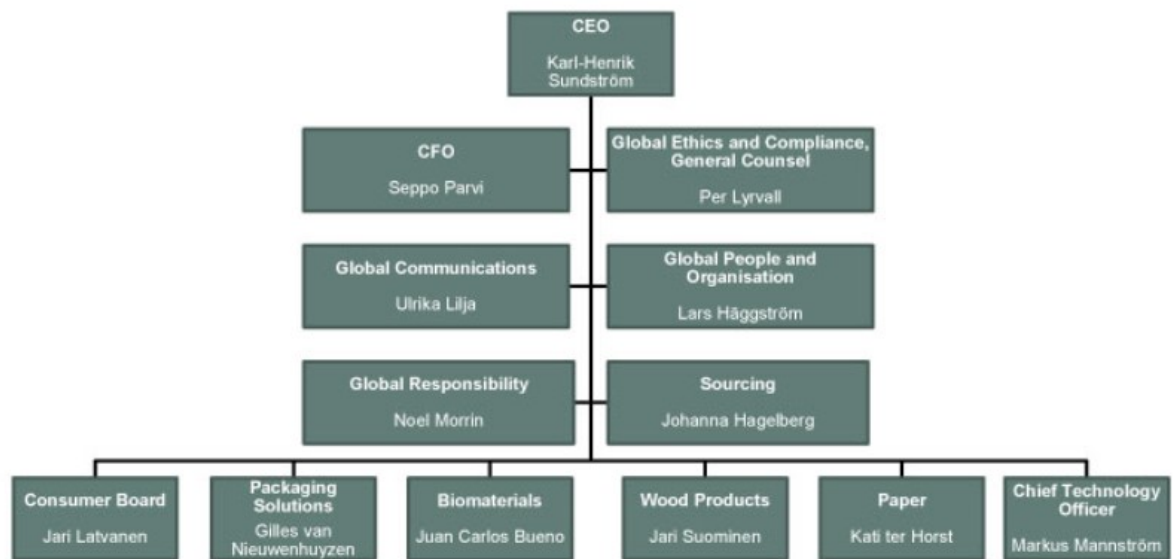 CEO
Karl-Henrik
Sundström
CFO
Seppo Parvi
Global Ethics and Compliance,
General Counsel
Per Lyrvall
Global Communications
Ulrika Lilja
Global People and
Organisation
Lars Häggström
Global Responsibility
Noel Morrin
Sourcing
Johanna Hagelberg
Consumer Board
Jari Latvanen
Packaging
Solutions
Gilles van
Nieuwenhuyzen
Biomaterials
Juan Carlos Bueno
Wood Products
Jari Suominen
Paper
Kati ter Horst
Chief Technology
Officer
Markus Mannström